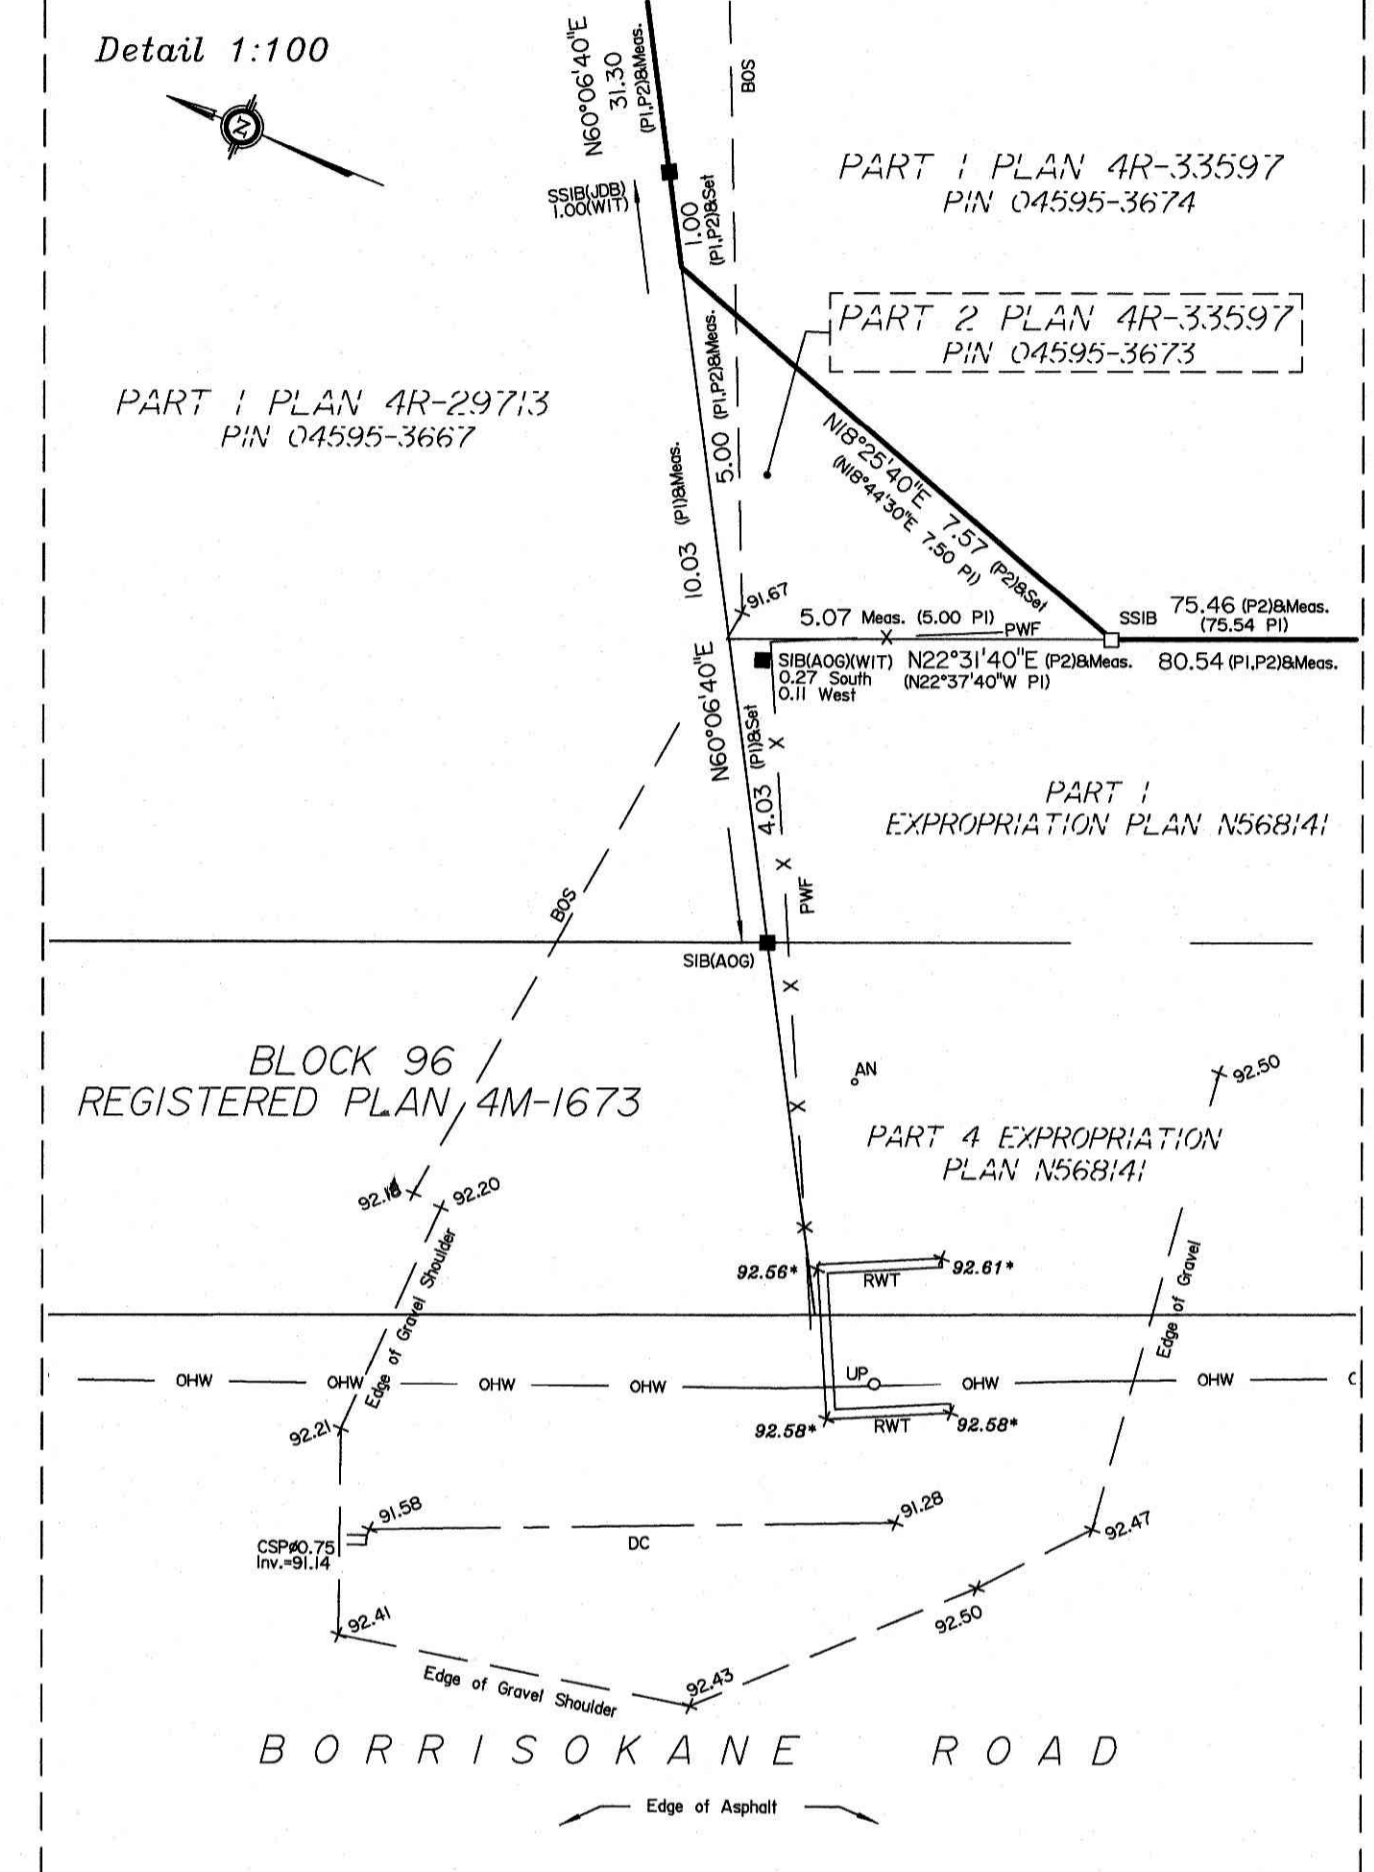 Detail 1:100
N
N60°06'40"E
31.30
(P1,P2)&Meas.
BOS
SSIB(JDB)
1.00(WIT)
1.00
(P1,P2)&Set
PART 1 PLAN 4R-33597
PIN 04595-3674
PART 2 PLAN 4R-33597
PIN 04595-3673
PART 1 PLAN 4R-29713
PIN 04595-3667
5.00 (P1,P2)&Meas.
10.03 (P1)&Meas.
N18°25'40"E 7.57 (P2)&Set
(N18°44'30"E 7.50 P1)
91.67
5.07 Meas. (5.00 P1)
PWF
SSIB
75.46 (P2)&Meas.
(75.54 P1)
SIB(AOG)(WIT)
0.27 South
0.11 West
N22°31'40"E (P2)&Meas.
(N22°37'40"W P1)
80.54 (P1,P2)&Meas.
N60°06'40"E
4.03 (P1)&Set
PART 1
EXPROPRIATION PLAN N568141
PWF
BOS
SIB(AOG)
BLOCK 96
REGISTERED PLAN 4M-1673
AN
92.50
PART 4 EXPROPRIATION
PLAN N568141
92.18
92.20
Edge of Gravel Shoulder
92.56*
RWT
92.61*
Edge of Gravel
OHW
OHW
OHW
OHW
UP
OHW
OHW
92.21
92.58*
RWT
92.58*
91.58
DC
91.28
92.47
CSPø0.75
Inv.=91.14
92.41
92.50
Edge of Gravel Shoulder
92.43
BORRISOKANE ROAD
Edge of Asphalt